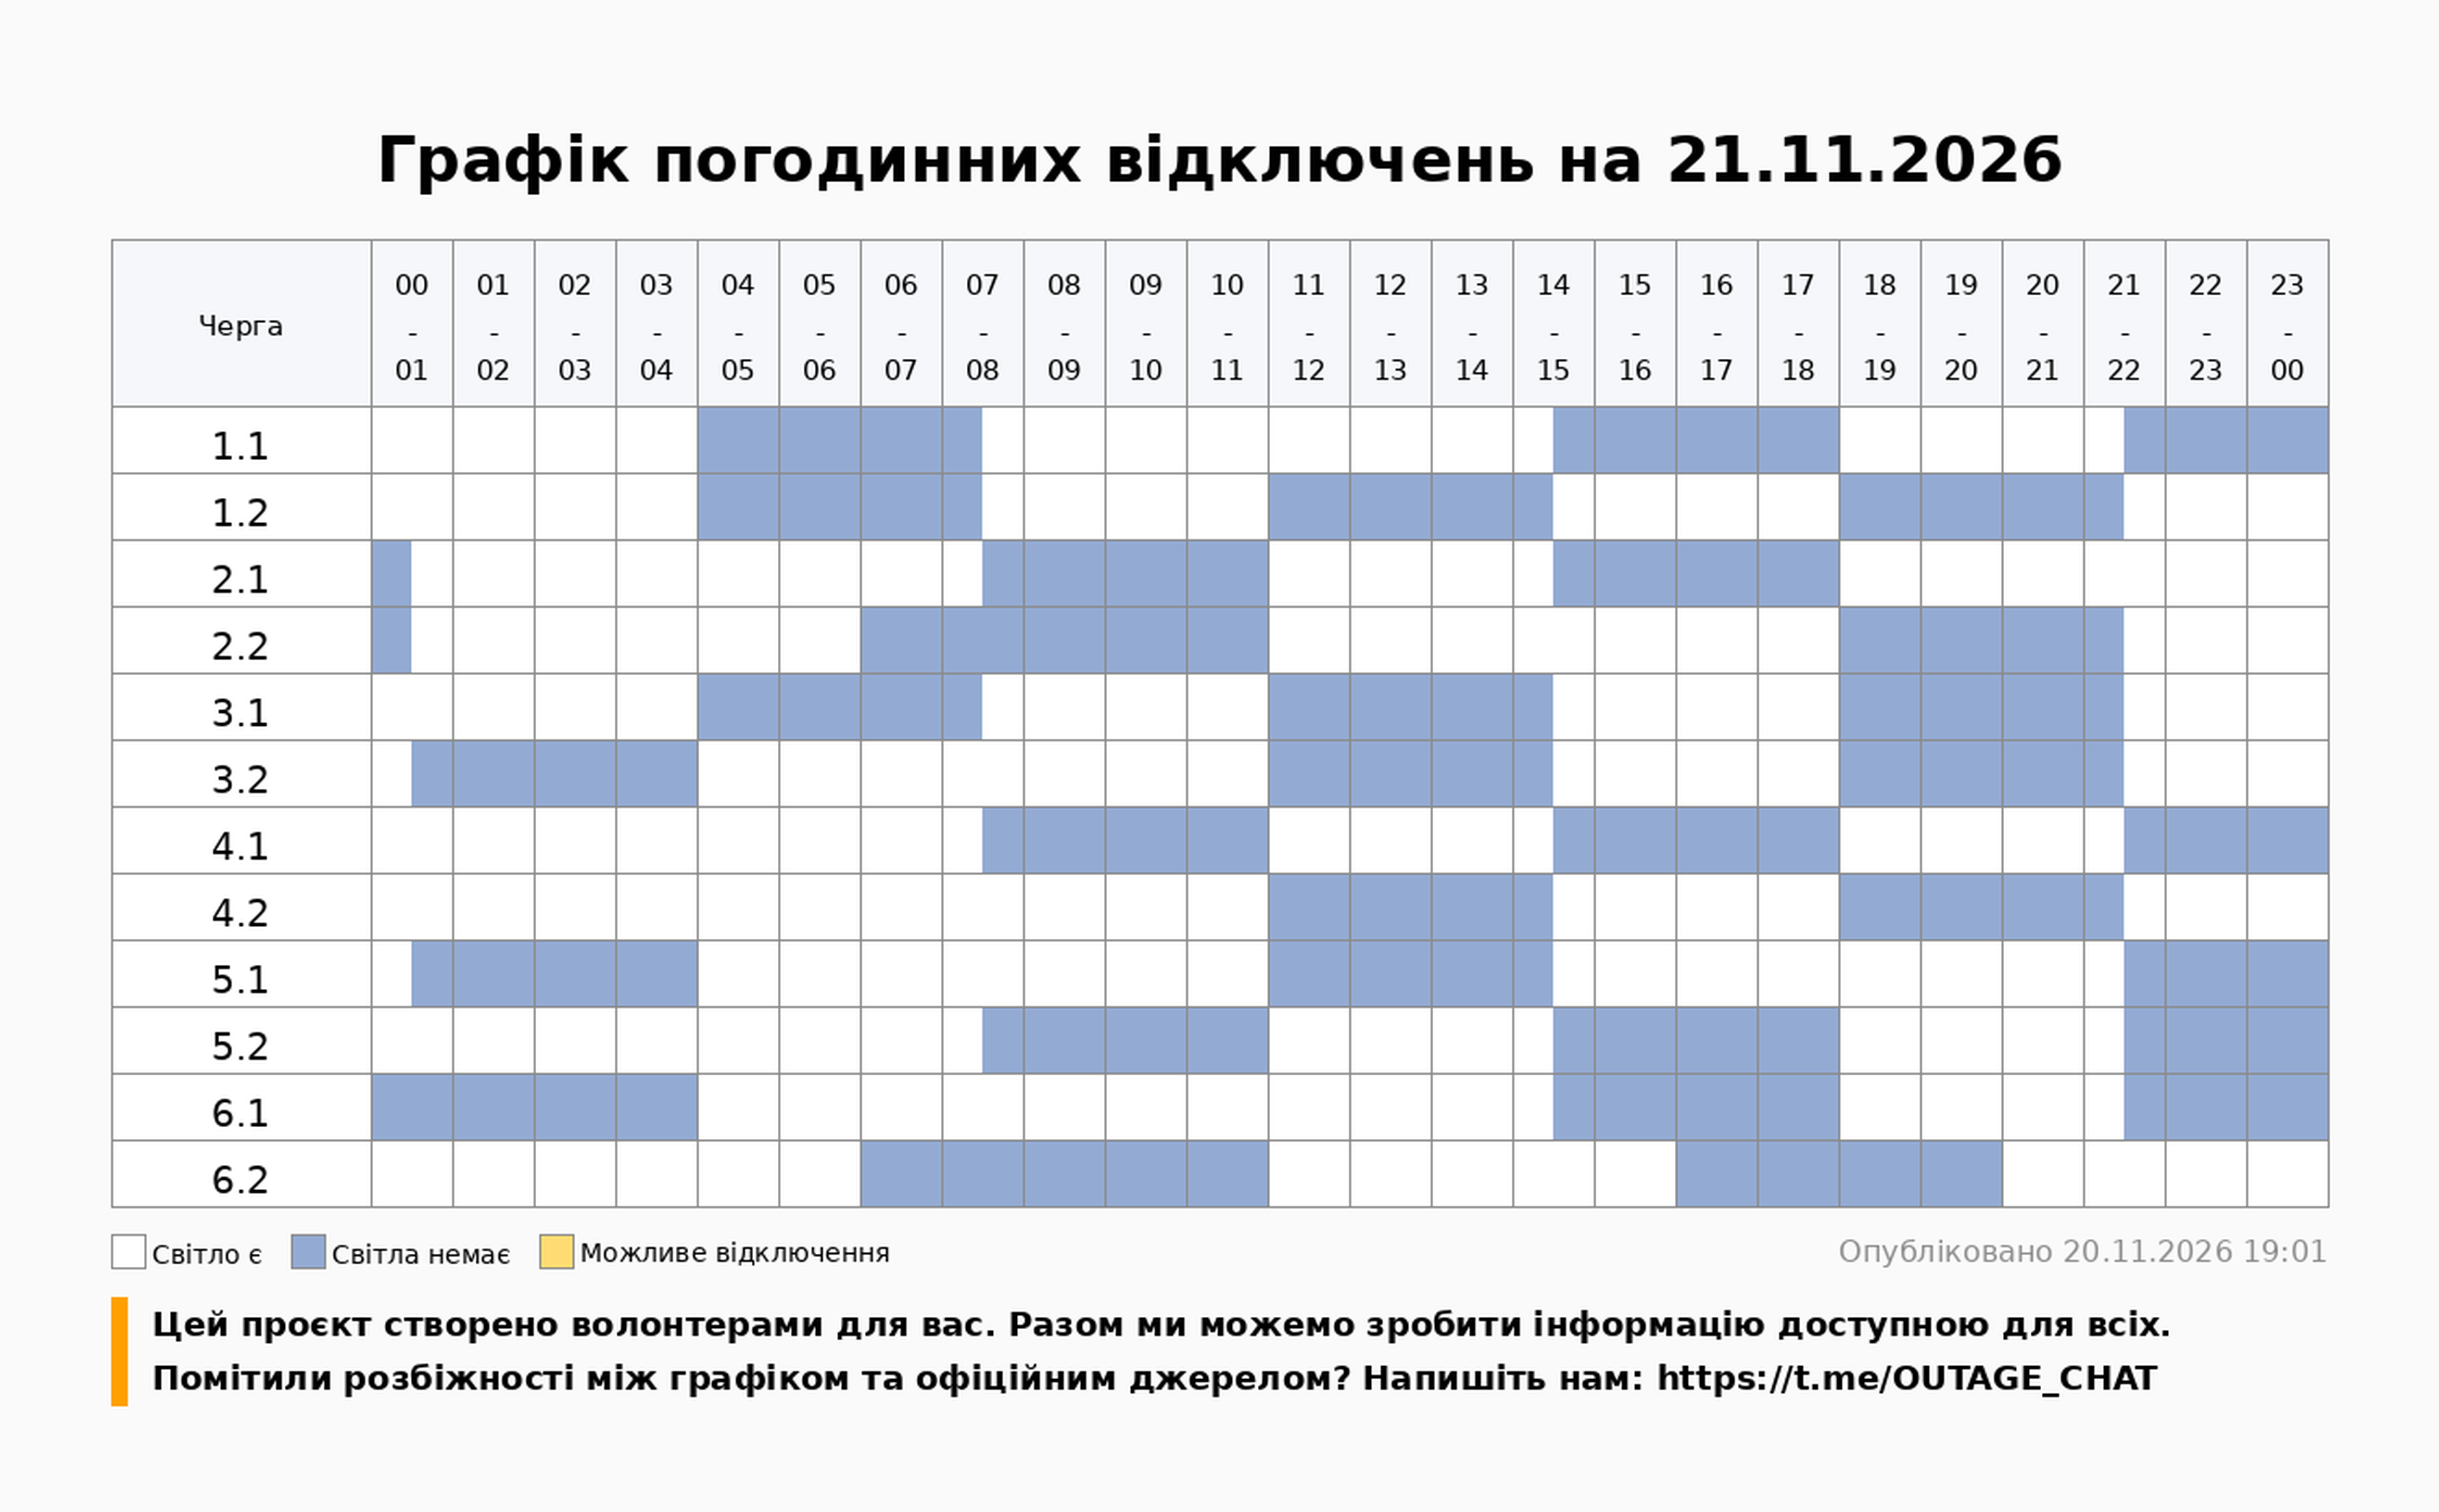 Графік погодинних відключень на 21.11.2026
Черга 00 - 01 01 - 02 02 - 03 03 - 04 04 - 05 05 - 06 06 - 07 07 - 08 08 - 09 09 - 10 10 - 11 11 - 12 12 - 13 13 - 14 14 - 15 15 - 16 16 - 17 17 - 18 18 - 19 19 - 20 20 - 21 21 - 22 22 - 23 23 - 00
1.1
1.2
2.1
2.2
3.1
3.2
4.1
4.2
5.1
5.2
6.1
6.2
Світло є Світла немає Можливе відключення Опубліковано 20.11.2026 19:01
Цей проєкт створено волонтерами для вас. Разом ми можемо зробити інформацію доступною для всіх.
Помітили розбіжності між графіком та офіційним джерелом? Напишіть нам: https://t.me/OUTAGE_CHAT